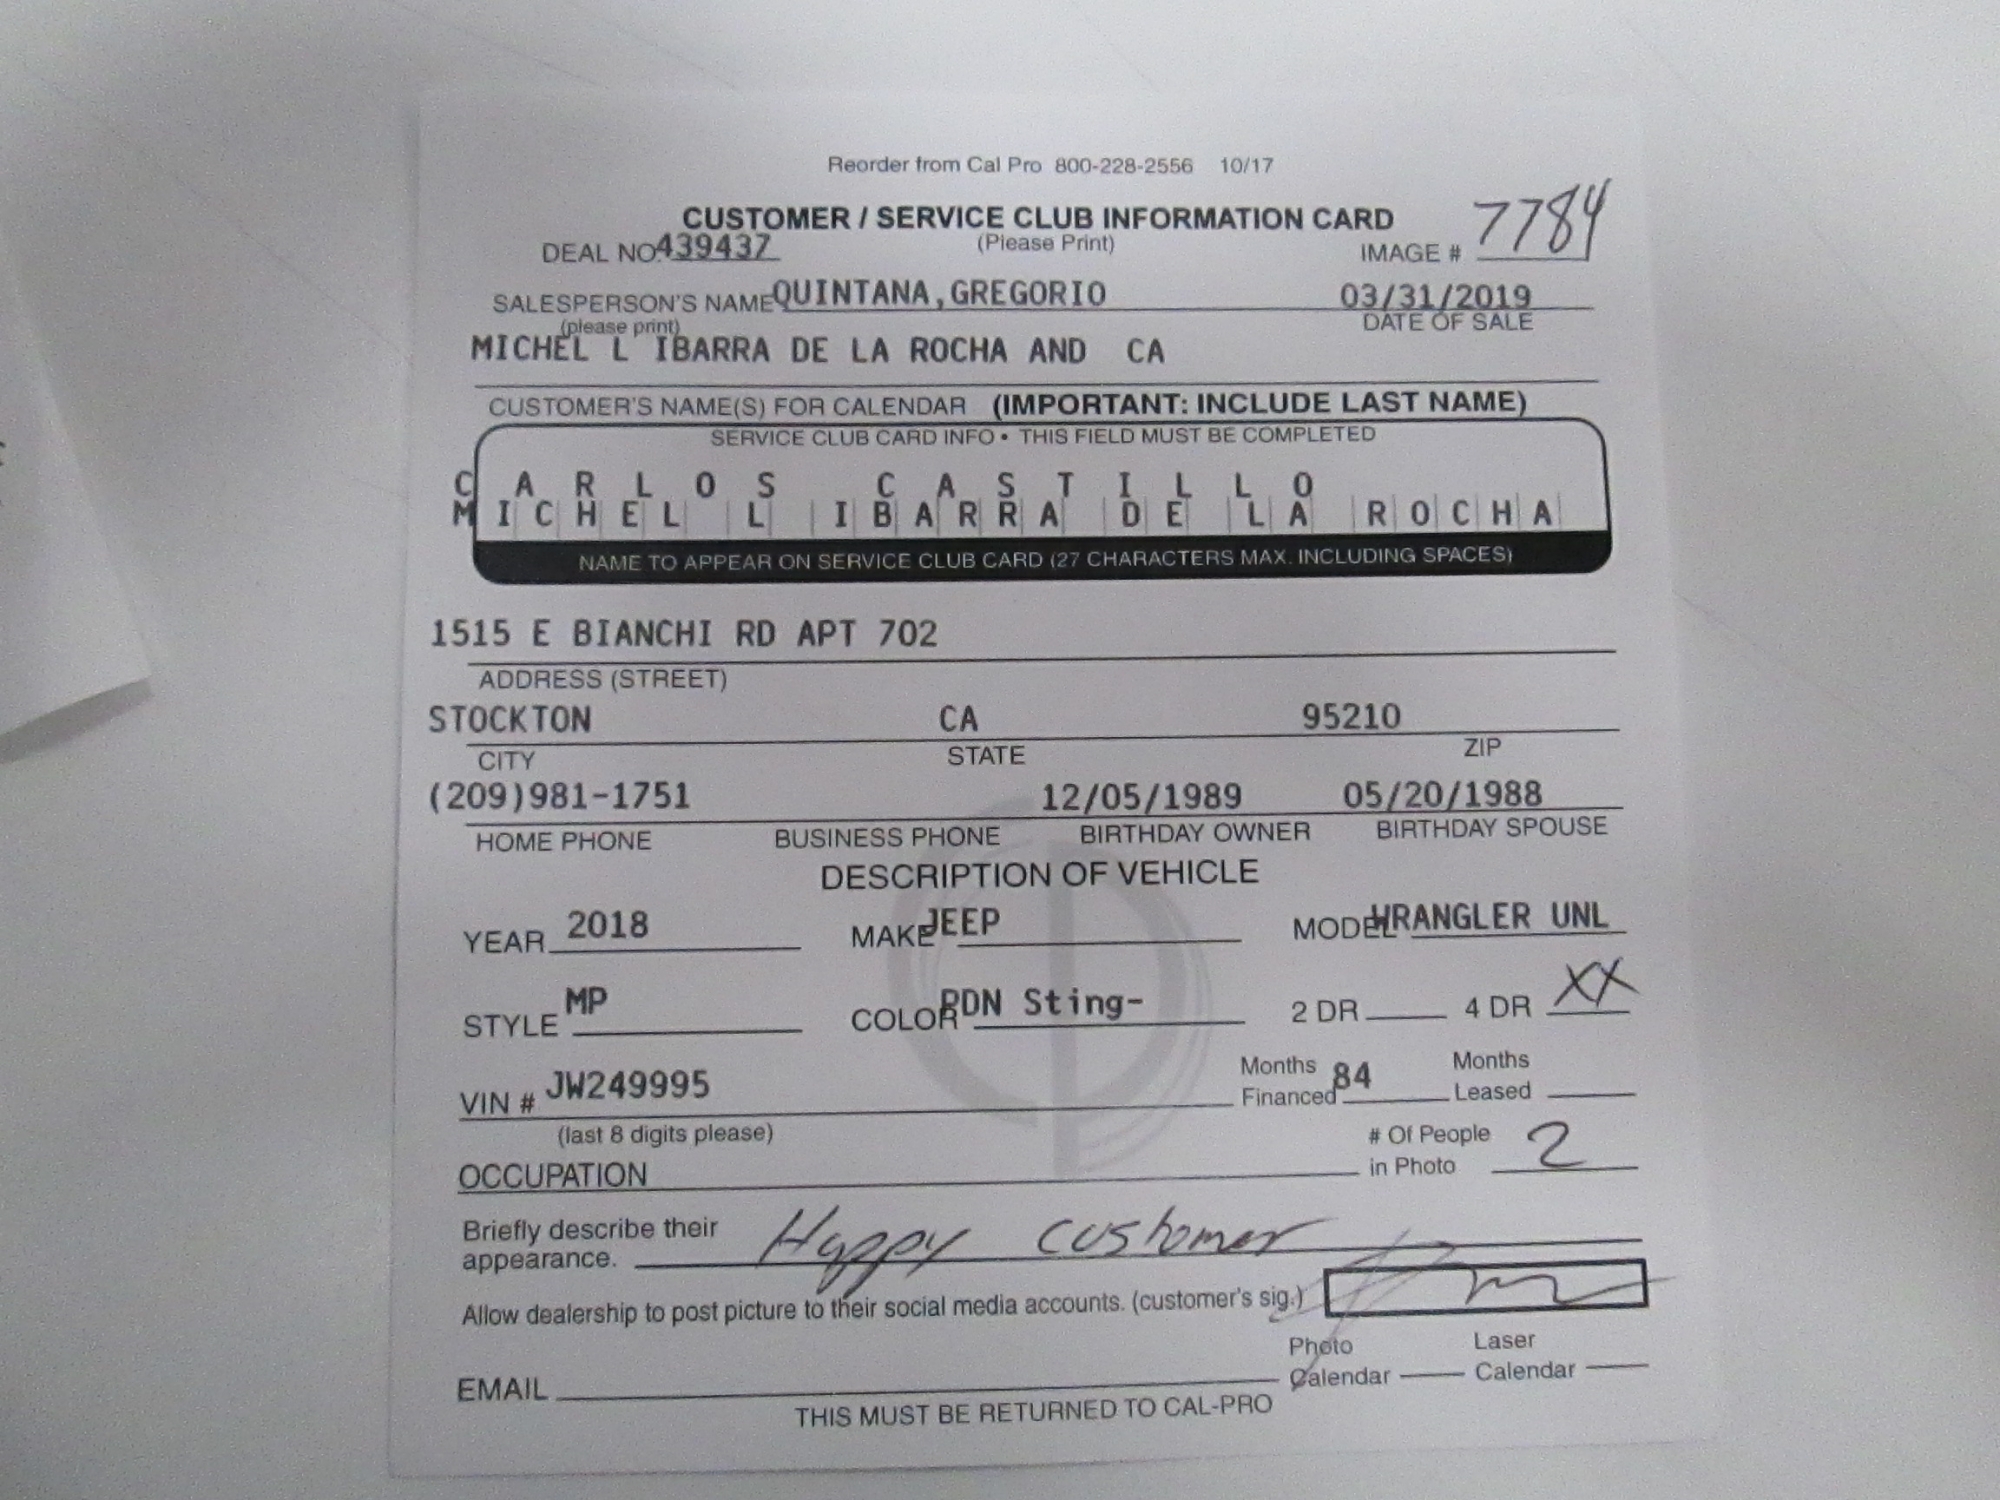 Reorder from Cal Pro 800-228-2556 10/17
CUSTOMER / SERVICE CLUB INFORMATION CARD
(Please Print)
DEAL NO. 439437 IMAGE # 7784
SALESPERSON'S NAME QUINTANA, GREGORIO 03/31/2019
(please print) DATE OF SALE
MICHEL L IBARRA DE LA ROCHA AND CA
CUSTOMER'S NAME(S) FOR CALENDAR (IMPORTANT: INCLUDE LAST NAME)
SERVICE CLUB CARD INFO • THIS FIELD MUST BE COMPLETED
CARLOS CASTILLO
MICHEL L IBARRA DE LA ROCHA
NAME TO APPEAR ON SERVICE CLUB CARD (27 CHARACTERS MAX. INCLUDING SPACES)
1515 E BIANCHI RD APT 702
ADDRESS (STREET)
STOCKTON CA 95210
CITY STATE ZIP
(209)981-1751 12/05/1989 05/20/1988
HOME PHONE BUSINESS PHONE BIRTHDAY OWNER BIRTHDAY SPOUSE
DESCRIPTION OF VEHICLE
YEAR 2018 MAKE JEEP MODEL WRANGLER UNL
STYLE MP COLOR PDN Sting- 2 DR 4 DR XX
VIN # JW249995 Months Financed 84 Months Leased
(last 8 digits please)
OCCUPATION # Of People in Photo 2
Briefly describe their appearance. Happy customer
Allow dealership to post picture to their social media accounts. (customer's sig.)
EMAIL Photo Calendar Laser Calendar
THIS MUST BE RETURNED TO CAL-PRO